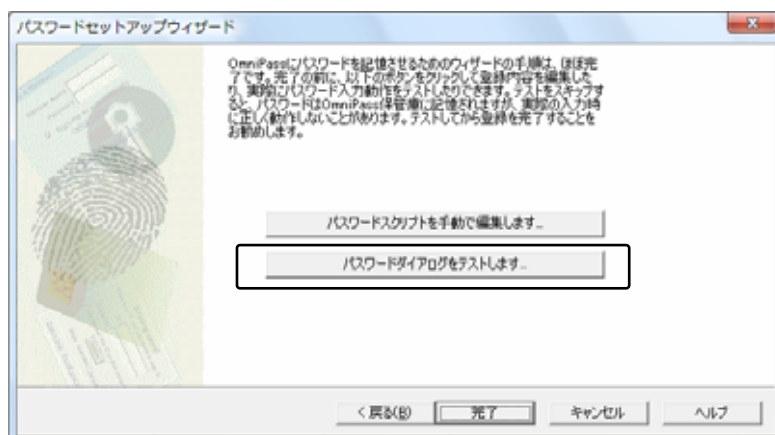 パスワードセットアップウィザード
OmniPassにパスワードを記憶させるためのウィザードの手順は、ほぼ完
了です。完了の前に、以下のボタンをクリックして登録内容を編集した
り、実際にパスワード入力動作をテストしたりできます。テストをスキップす
ると、パスワードはOmniPass保管庫に記憶されますが、実際の入力時
に正しく動作しないことがあります。テストしてから登録を完了することを
お勧めします。
パスワードスクリプトを手動で編集します...
パスワードダイアログをテストします...
< 戻る(B)
完了
キャンセル
ヘルプ